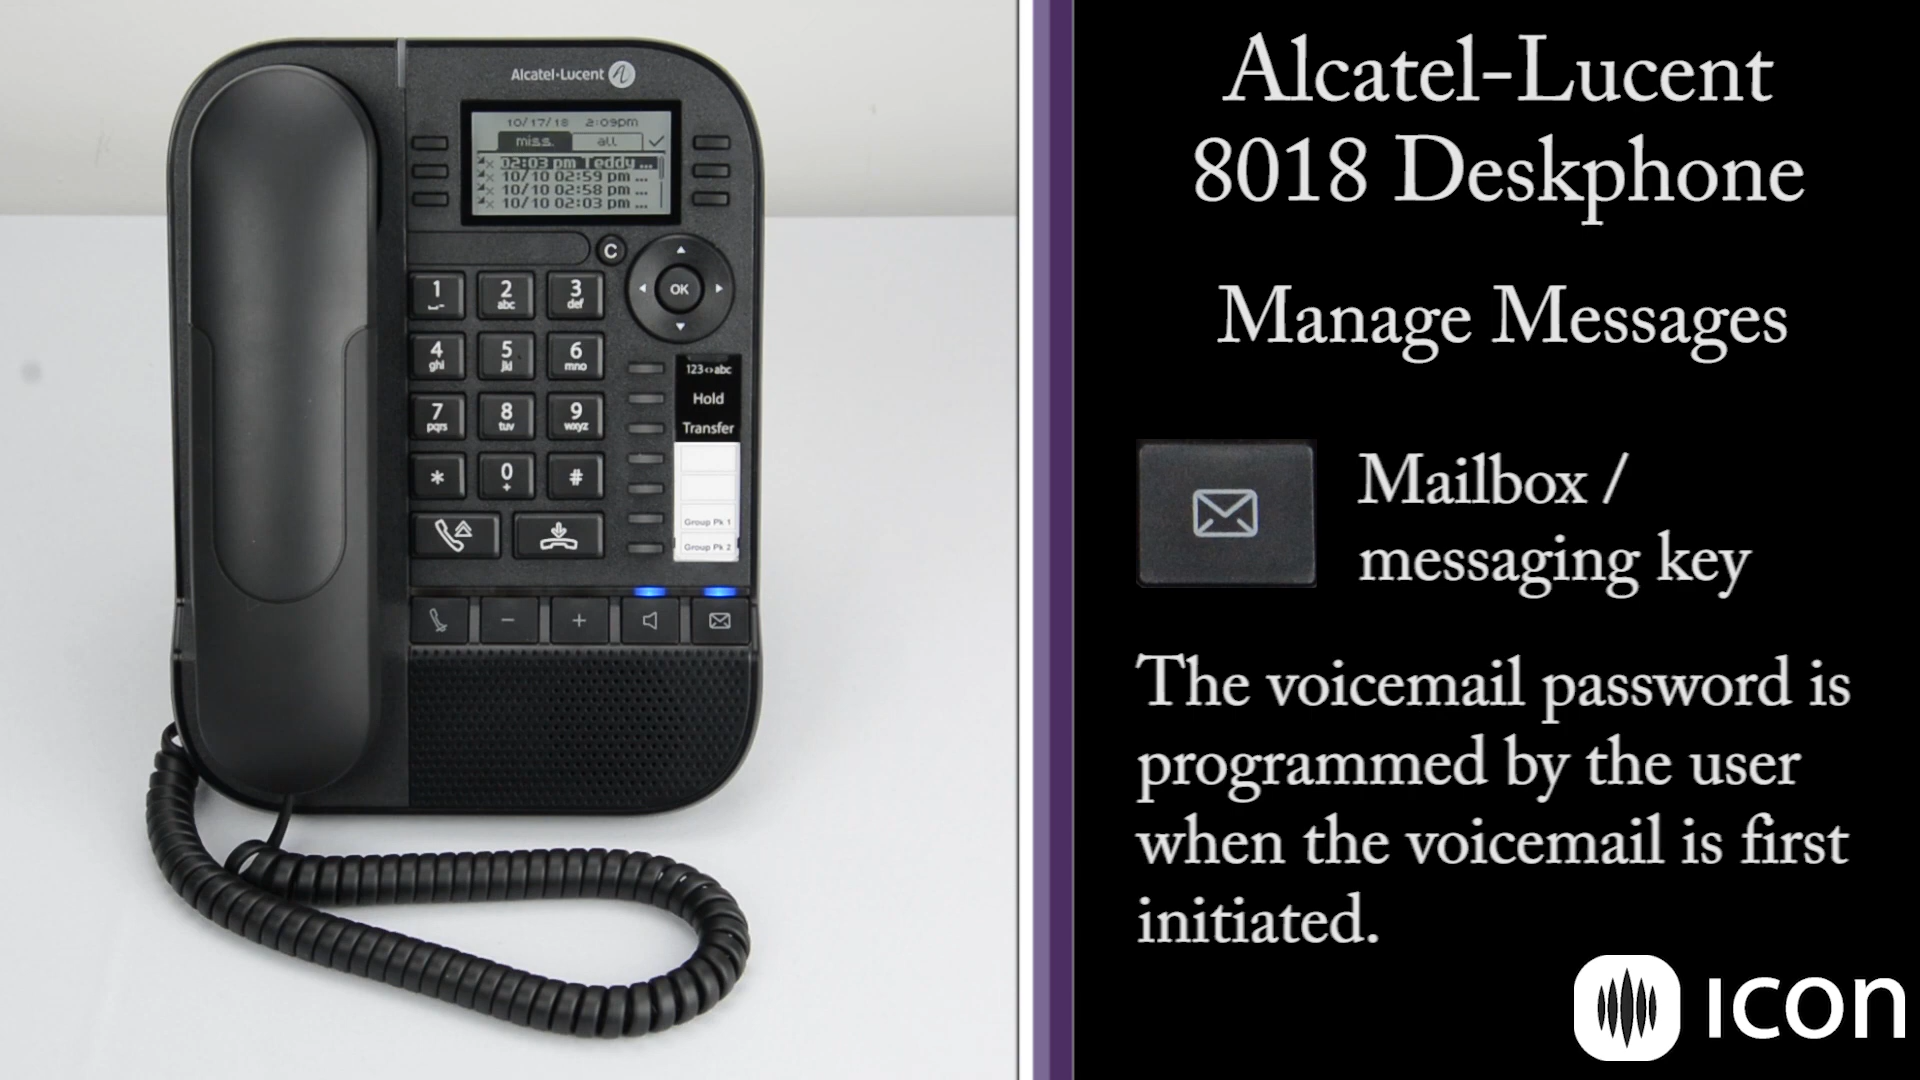 Alcatel·Lucent
10/17/18 2:09pm
miss. all
02:03 pm Teddy ...
10/10 02:59 pm ...
10/10 02:58 pm ...
10/10 02:03 pm ...
C
OK
1 2 abc 3 def
4 ghi 5 jkl 6 mno
7 pqrs 8 tuv 9 wxyz
* 0 + #
123<>abc
Hold
Transfer
Group Pk 1
Group Pk 2
− +
Alcatel-Lucent
8018 Deskphone
Manage Messages
Mailbox /
messaging key
The voicemail password is
programmed by the user
when the voicemail is first
initiated.
ICON